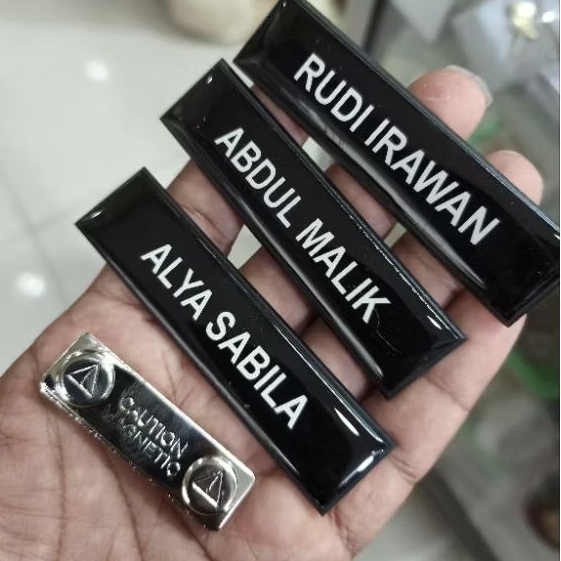 RUDI IRAWAN
ABDUL MALIK
ALYA SABILA
CAUTION
MAGNETIC